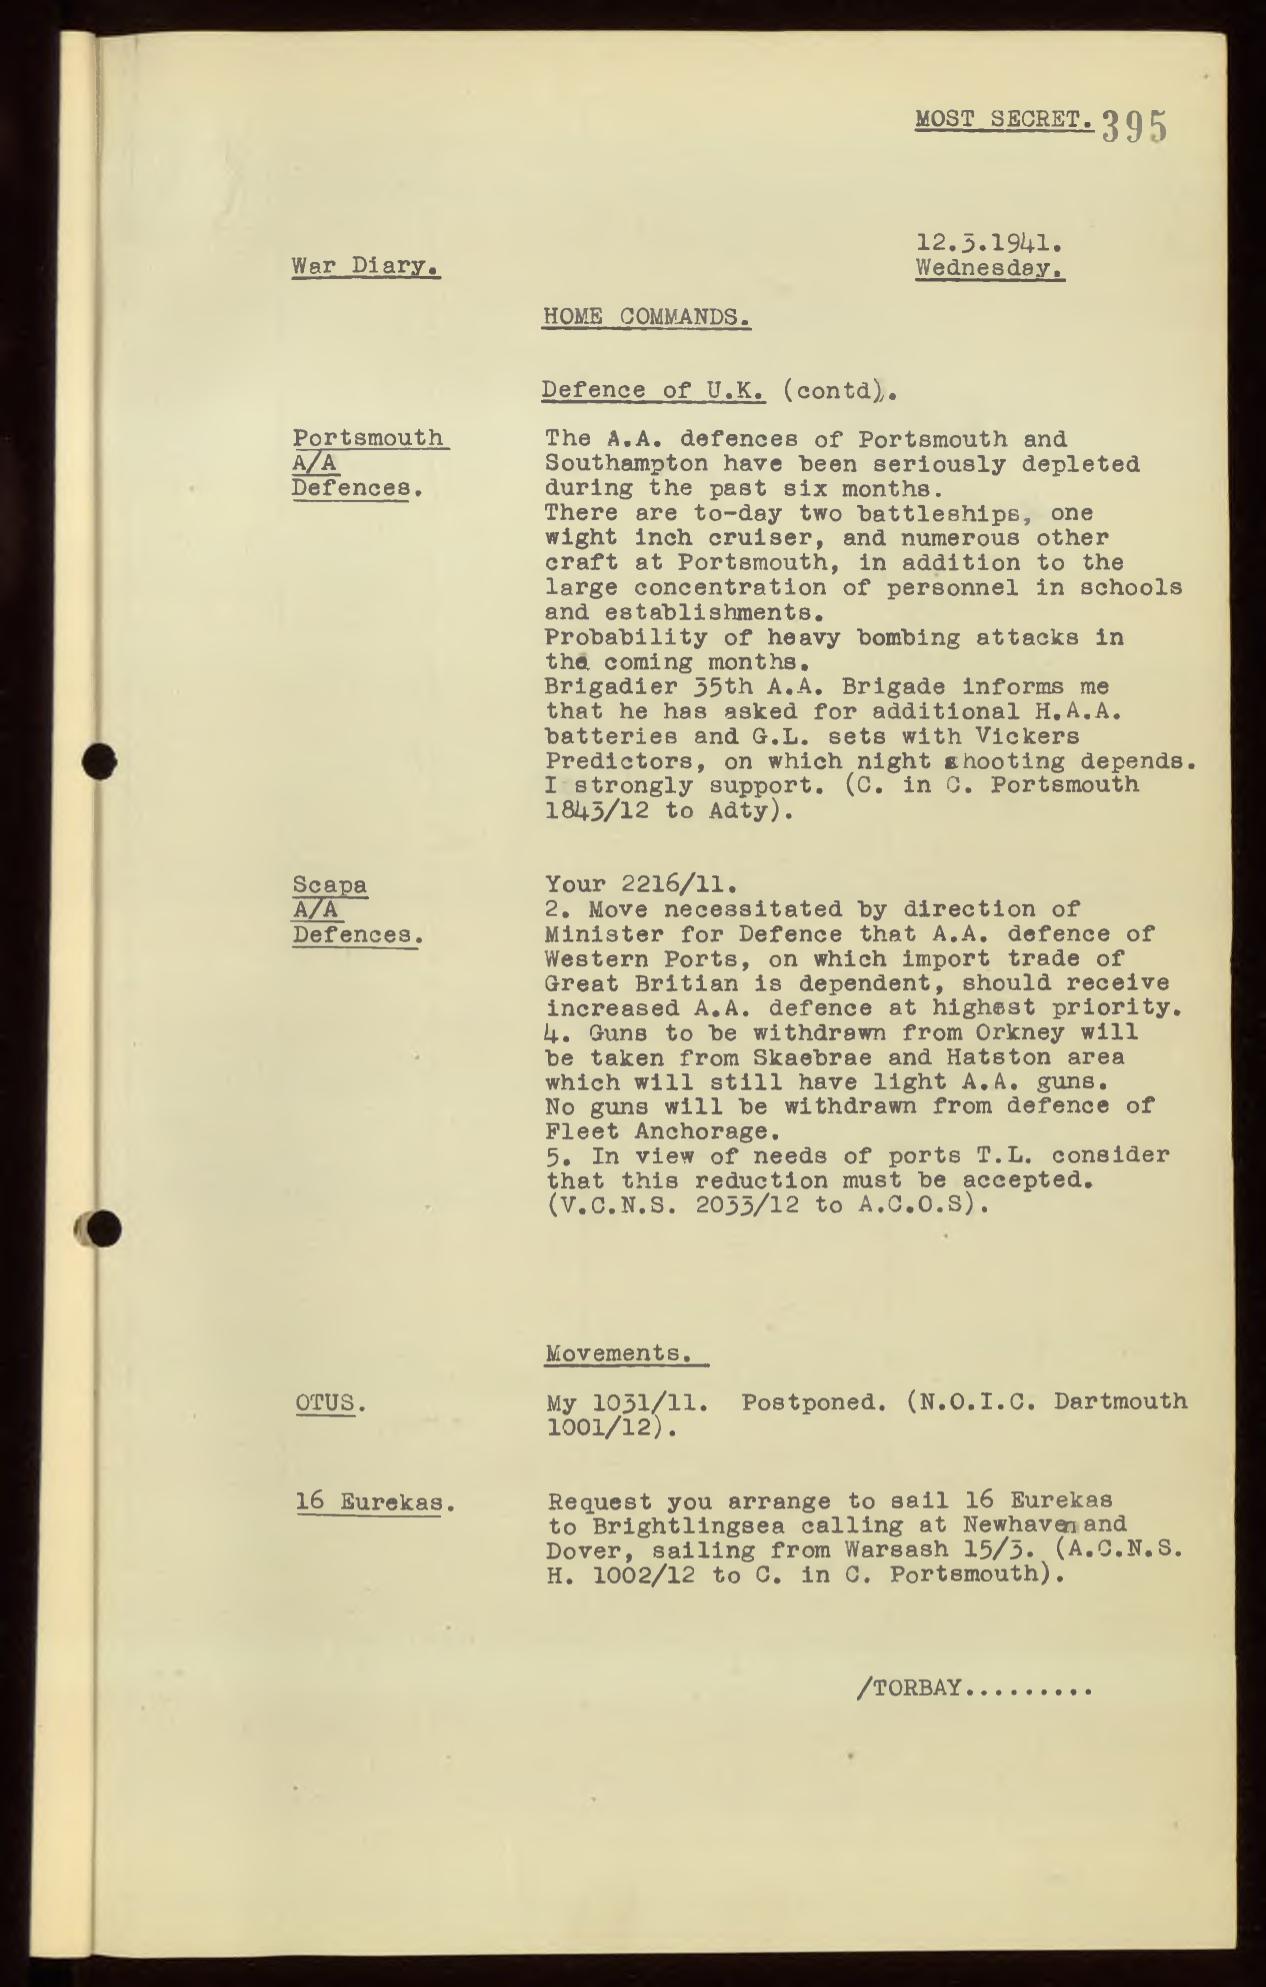 MOST SECRET. 395
12.3.1941.
War Diary.
Wednesday.
HOME COMMANDS.
Defence of U.K. (contd).
Portsmouth
A/A
Defences.
The A.A. defences of Portsmouth and
Southampton have been seriously depleted
during the past six months.
There are to-day two battleships, one
wight inch cruiser, and numerous other
craft at Portsmouth, in addition to the
large concentration of personnel in schools
and establishments.
Probability of heavy bombing attacks in
the coming months.
Brigadier 35th A.A. Brigade informs me
that he has asked for additional H.A.A.
batteries and G.L. sets with Vickers
Predictors, on which night shooting depends.
I strongly support. (C. in C. Portsmouth
1843/12 to Adty).
Scapa
A/A
Defences.
Your 2216/11.
2. Move necessitated by direction of
Minister for Defence that A.A. defence of
Western Ports, on which import trade of
Great Britian is dependent, should receive
increased A.A. defence at highest priority.
4. Guns to be withdrawn from Orkney will
be taken from Skaebrae and Hatston area
which will still have light A.A. guns.
No guns will be withdrawn from defence of
Fleet Anchorage.
5. In view of needs of ports T.L. consider
that this reduction must be accepted.
(V.C.N.S. 2033/12 to A.C.O.S).
Movements.
OTUS.
My 1031/11. Postponed. (N.O.I.C. Dartmouth
1001/12).
16 Eurekas.
Request you arrange to sail 16 Eurekas
to Brightlingsea calling at Newhaven and
Dover, sailing from Warsash 15/3. (A.C.N.S.
H. 1002/12 to C. in C. Portsmouth).
/TORBAY.........